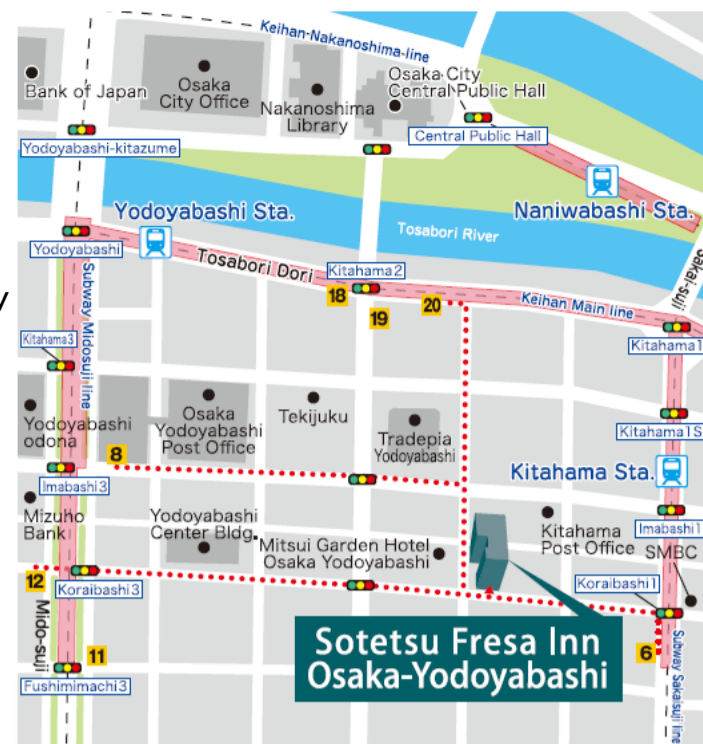 Keihan-Nakanoshima-line
Bank of Japan
Osaka
City Office
Nakanoshima
Library
Osaka City
Central Public Hall
Central Public Hall
Yodoyabashi-kitazume
Yodoyabashi Sta.
Naniwabashi Sta.
Tosabori River
Yodoyabashi
Tosabori Dori
Kitahama2
Sakai-suji
18
19
20
Keihan Main line
Subway Midosuji line
Kitahama3
Kitahama1
Yodoyabashi
odona
Osaka
Yodoyabashi
Post Office
Tekijuku
Tradepia
Yodoyabashi
Kitahama1S
8
Kitahama Sta.
Imabashi3
Mizuho
Bank
Yodoyabashi
Center Bldg.
Mitsui Garden Hotel
Osaka Yodoyabashi
Kitahama
Post Office
Imabashi1
SMBC
12
Koraibashi3
Koraibashi1
Mido-suji
Sotetsu Fresa Inn
Osaka-Yodoyabashi
11
6
Fushimimachi3
Subway Sakaisuji line